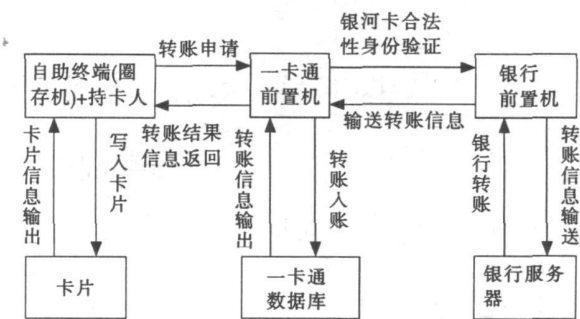 银河卡合法
性身份验证
转账申请
自助终端(圈
存机)+持卡人
一卡通
前置机
银行
前置机
转账结果
信息返回
输送转账信息
卡片信息输出
写入卡片
转账信息输出
转账入账
银行转账
转账信息输送
卡片
一卡通
数据库
银行服务
器